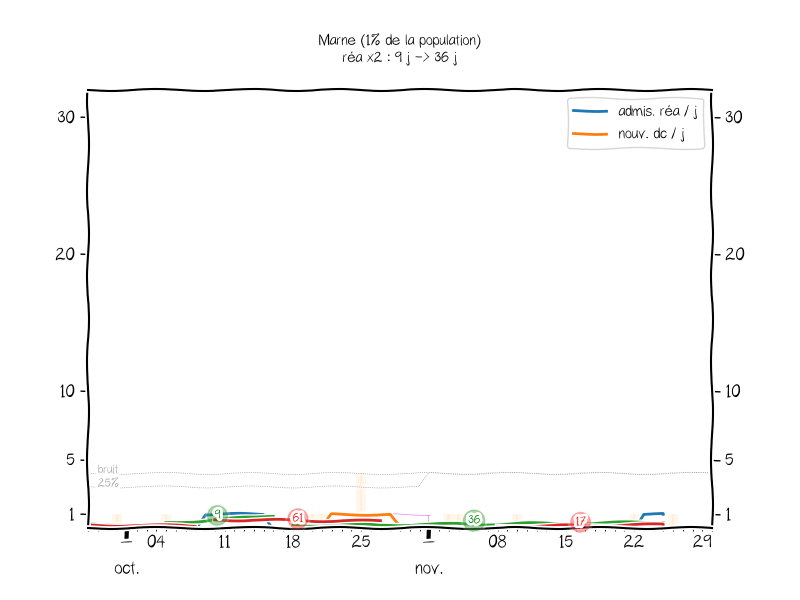 Marne (1% de la population)
réa x2 : 9 j -> 36 j
admis. réa / j
nouv. dc / j
30 30
20 20
10 10
5 5
bruit
25%
1 1
9 61 36 17
04 11 18 25 08 15 22 29
oct. nov.